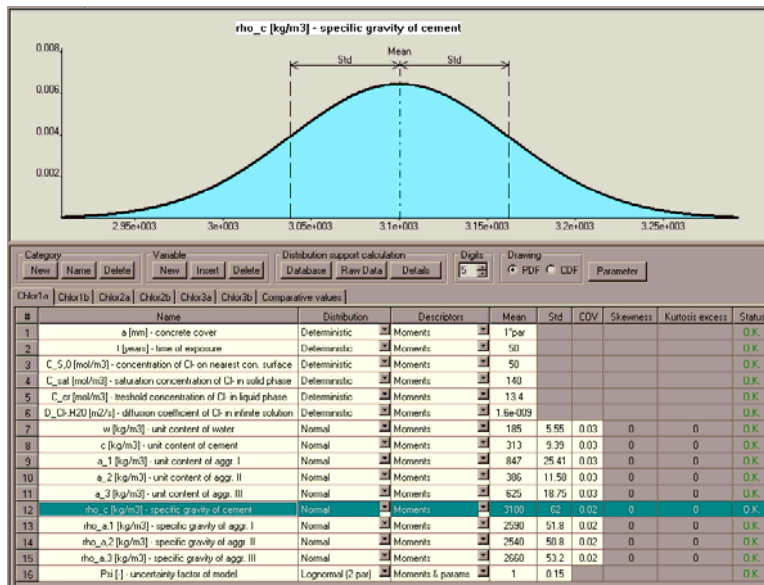 rho_c [kg/m3] - specific gravity of cement
0.008
Mean
Std Std
0.006
0.004
0.002
2.95e+003 3e+003 3.05e+003 3.1e+003 3.15e+003 3.2e+003 3.25e+003
Category Variable Distribution support calculation Digits Drawing
New Name Delete New Insert Delete Database Raw Data Details 5 PDF CDF Parameter
Chlor1a Chlor1b Chlor2a Chlor2b Chlor3a Chlor3b Comparative values
# Name Distribution Descriptors Mean Std COV Skewness Kurtosis excess Status
1 a [mm] - concrete cover Deterministic Moments 1*par O.K.
2 t [years] - time of exposure Deterministic Moments 50 O.K.
3 C_S,0 [mol/m3] - concentration of Cl- on nearest con. surface Deterministic Moments 50 O.K.
4 C_sat [mol/m3] - saturation concentration of Cl- in solid phase Deterministic Moments 140 O.K.
5 C_cr [mol/m3] - treshold concentration of Cl- in liquid phase Deterministic Moments 13.4 O.K.
6 D_Cl-,H2O [m2/s] - diffusion coefficient of Cl- in infinite solution Deterministic Moments 1.6e-009 O.K.
7 w [kg/m3] - unit content of water Normal Moments 185 5.55 0.03 0 0 O.K.
8 c [kg/m3] - unit content of cement Normal Moments 313 9.39 0.03 0 0 O.K.
9 a_1 [kg/m3] - unit content of aggr. I Normal Moments 847 25.41 0.03 0 0 O.K.
10 a_2 [kg/m3] - unit content of aggr. II Normal Moments 386 11.58 0.03 0 0 O.K.
11 a_3 [kg/m3] - unit content of aggr. III Normal Moments 625 18.75 0.03 0 0 O.K.
12 rho_c [kg/m3] - specific gravity of cement Normal Moments 3100 62 0.02 0 0 O.K.
13 rho_a,1 [kg/m3] - specific gravity of aggr. I Normal Moments 2590 51.8 0.02 0 0 O.K.
14 rho_a,2 [kg/m3] - specific gravity of aggr. II Normal Moments 2540 50.8 0.02 0 0 O.K.
15 rho_a,3 [kg/m3] - specific gravity of aggr. III Normal Moments 2660 53.2 0.02 0 0 O.K.
16 Psi [-] - uncertainty factor of model Lognormal (2 par) Moments & params 1 0.15 O.K.